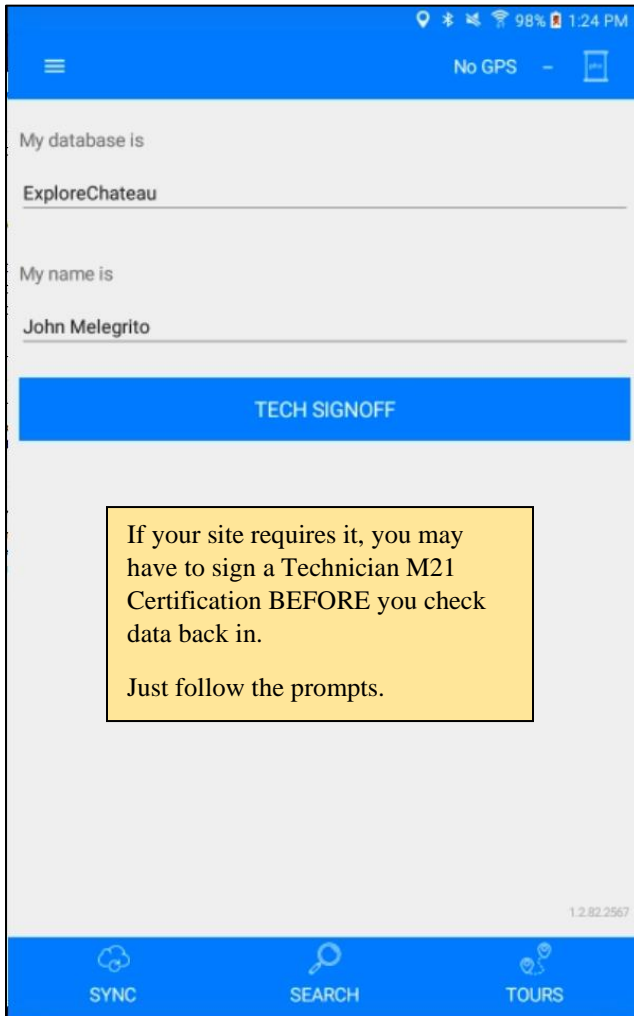 98% 1:24 PM
No GPS –
My database is
ExploreChateau
My name is
John Melegrito
TECH SIGNOFF
If your site requires it, you may
have to sign a Technician M21
Certification BEFORE you check
data back in.
Just follow the prompts.
1.2.82.2567
SYNC SEARCH TOURS